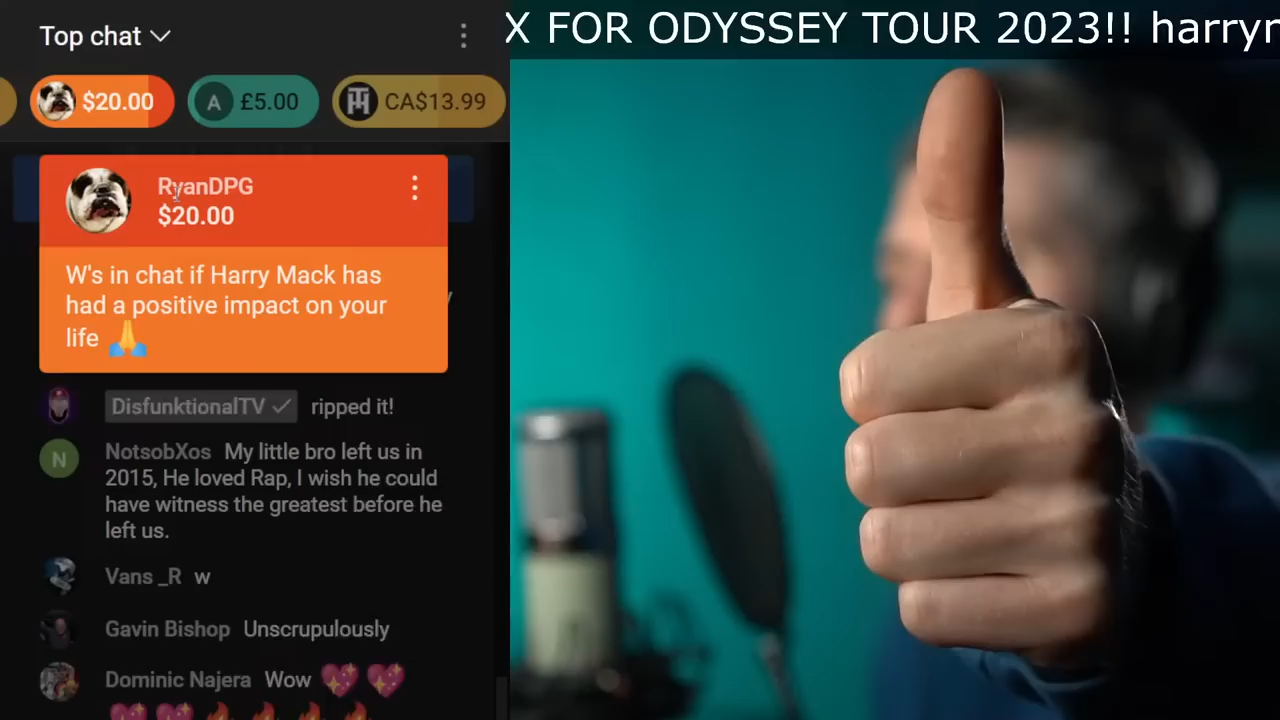 Top chat
X FOR ODYSSEY TOUR 2023!! harryr
$20.00
A £5.00
TH CA$13.99
RyanDPG
$20.00
W's in chat if Harry Mack has
had a positive impact on your
life 🙏
DisfunktionalTV ripped it!
N NotsobXos My little bro left us in
2015, He loved Rap, I wish he could
have witness the greatest before he
left us.
Vans _R w
Gavin Bishop Unscrupulously
Dominic Najera Wow 💖💖
💖💖🔥🔥🔥🔥